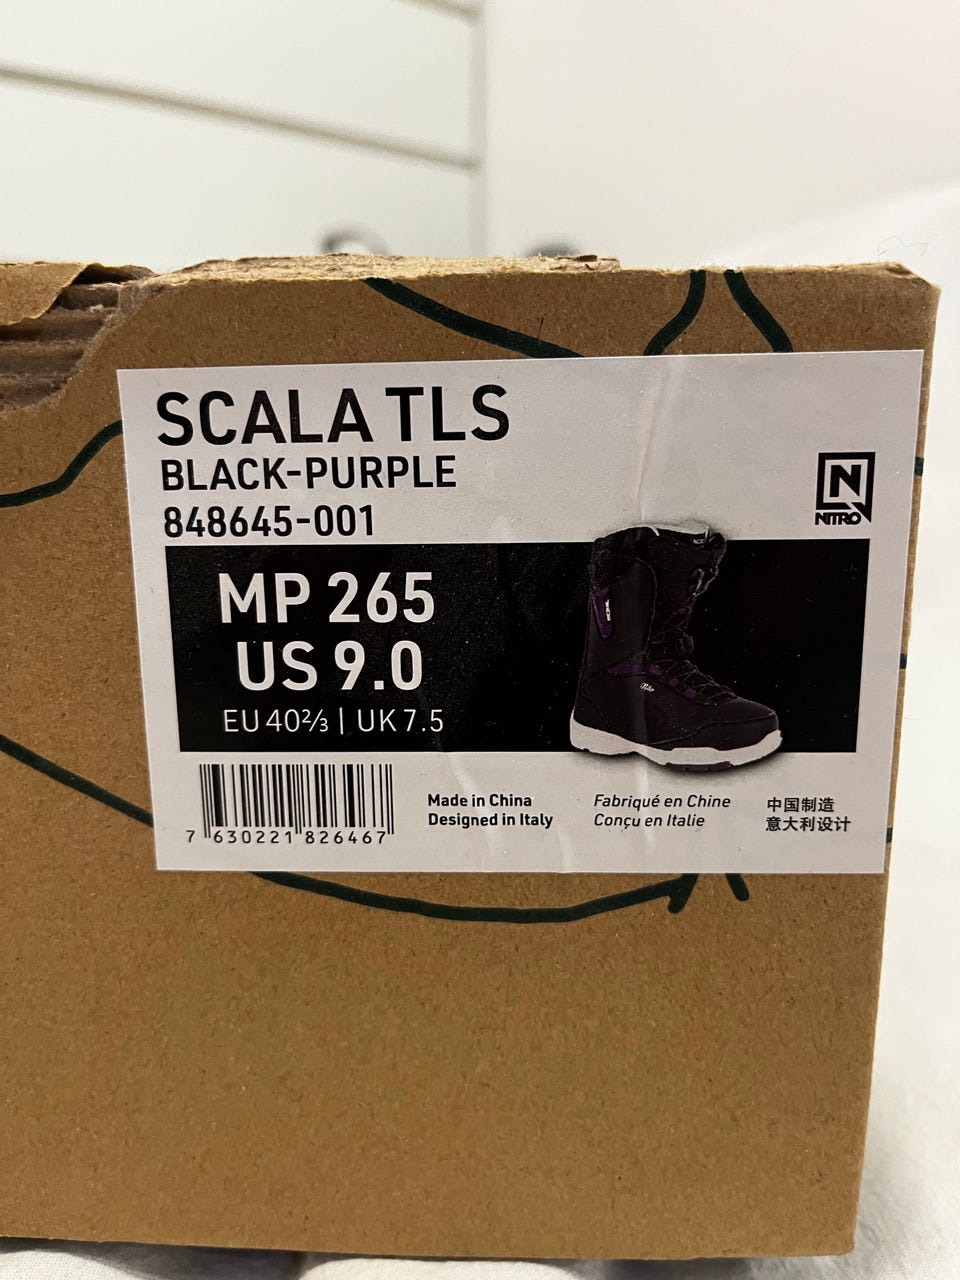 SCALA TLS
BLACK-PURPLE
848645-001
NITRO
MP 265
US 9.0
EU 40⅔ | UK 7.5
7 630221 826467
Made in China
Designed in Italy
Fabriqué en Chine
Conçu en Italie
中国制造
意大利设计